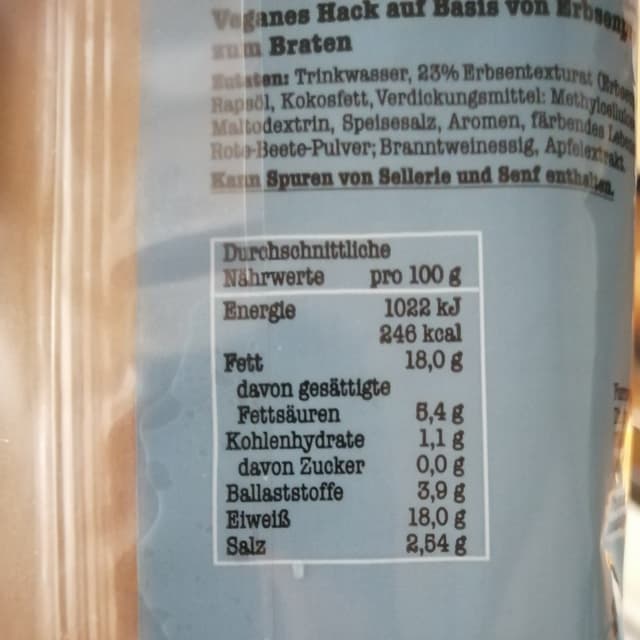 Veganes Hack auf Basis von
zum Braten
Zutaten: Trinkwasser, 23% Erbsentexturat
Rapsöl, Kokosfett, Verdickungsmittel:
Maltodextrin, Speisesalz, Aromen, färbendes
Rote-Beete-Pulver; Branntweinessig, Apfelextrakt.
Kann Spuren von Sellerie und Senf enthalten.
Durchschnittliche
Nährwerte pro 100 g
Energie 1022 kJ
246 kcal
Fett 18,0 g
davon gesättigte
Fettsäuren 5,4 g
Kohlenhydrate 1,1 g
davon Zucker 0,0 g
Ballaststoffe 3,9 g
Eiweiß 18,0 g
Salz 2,54 g